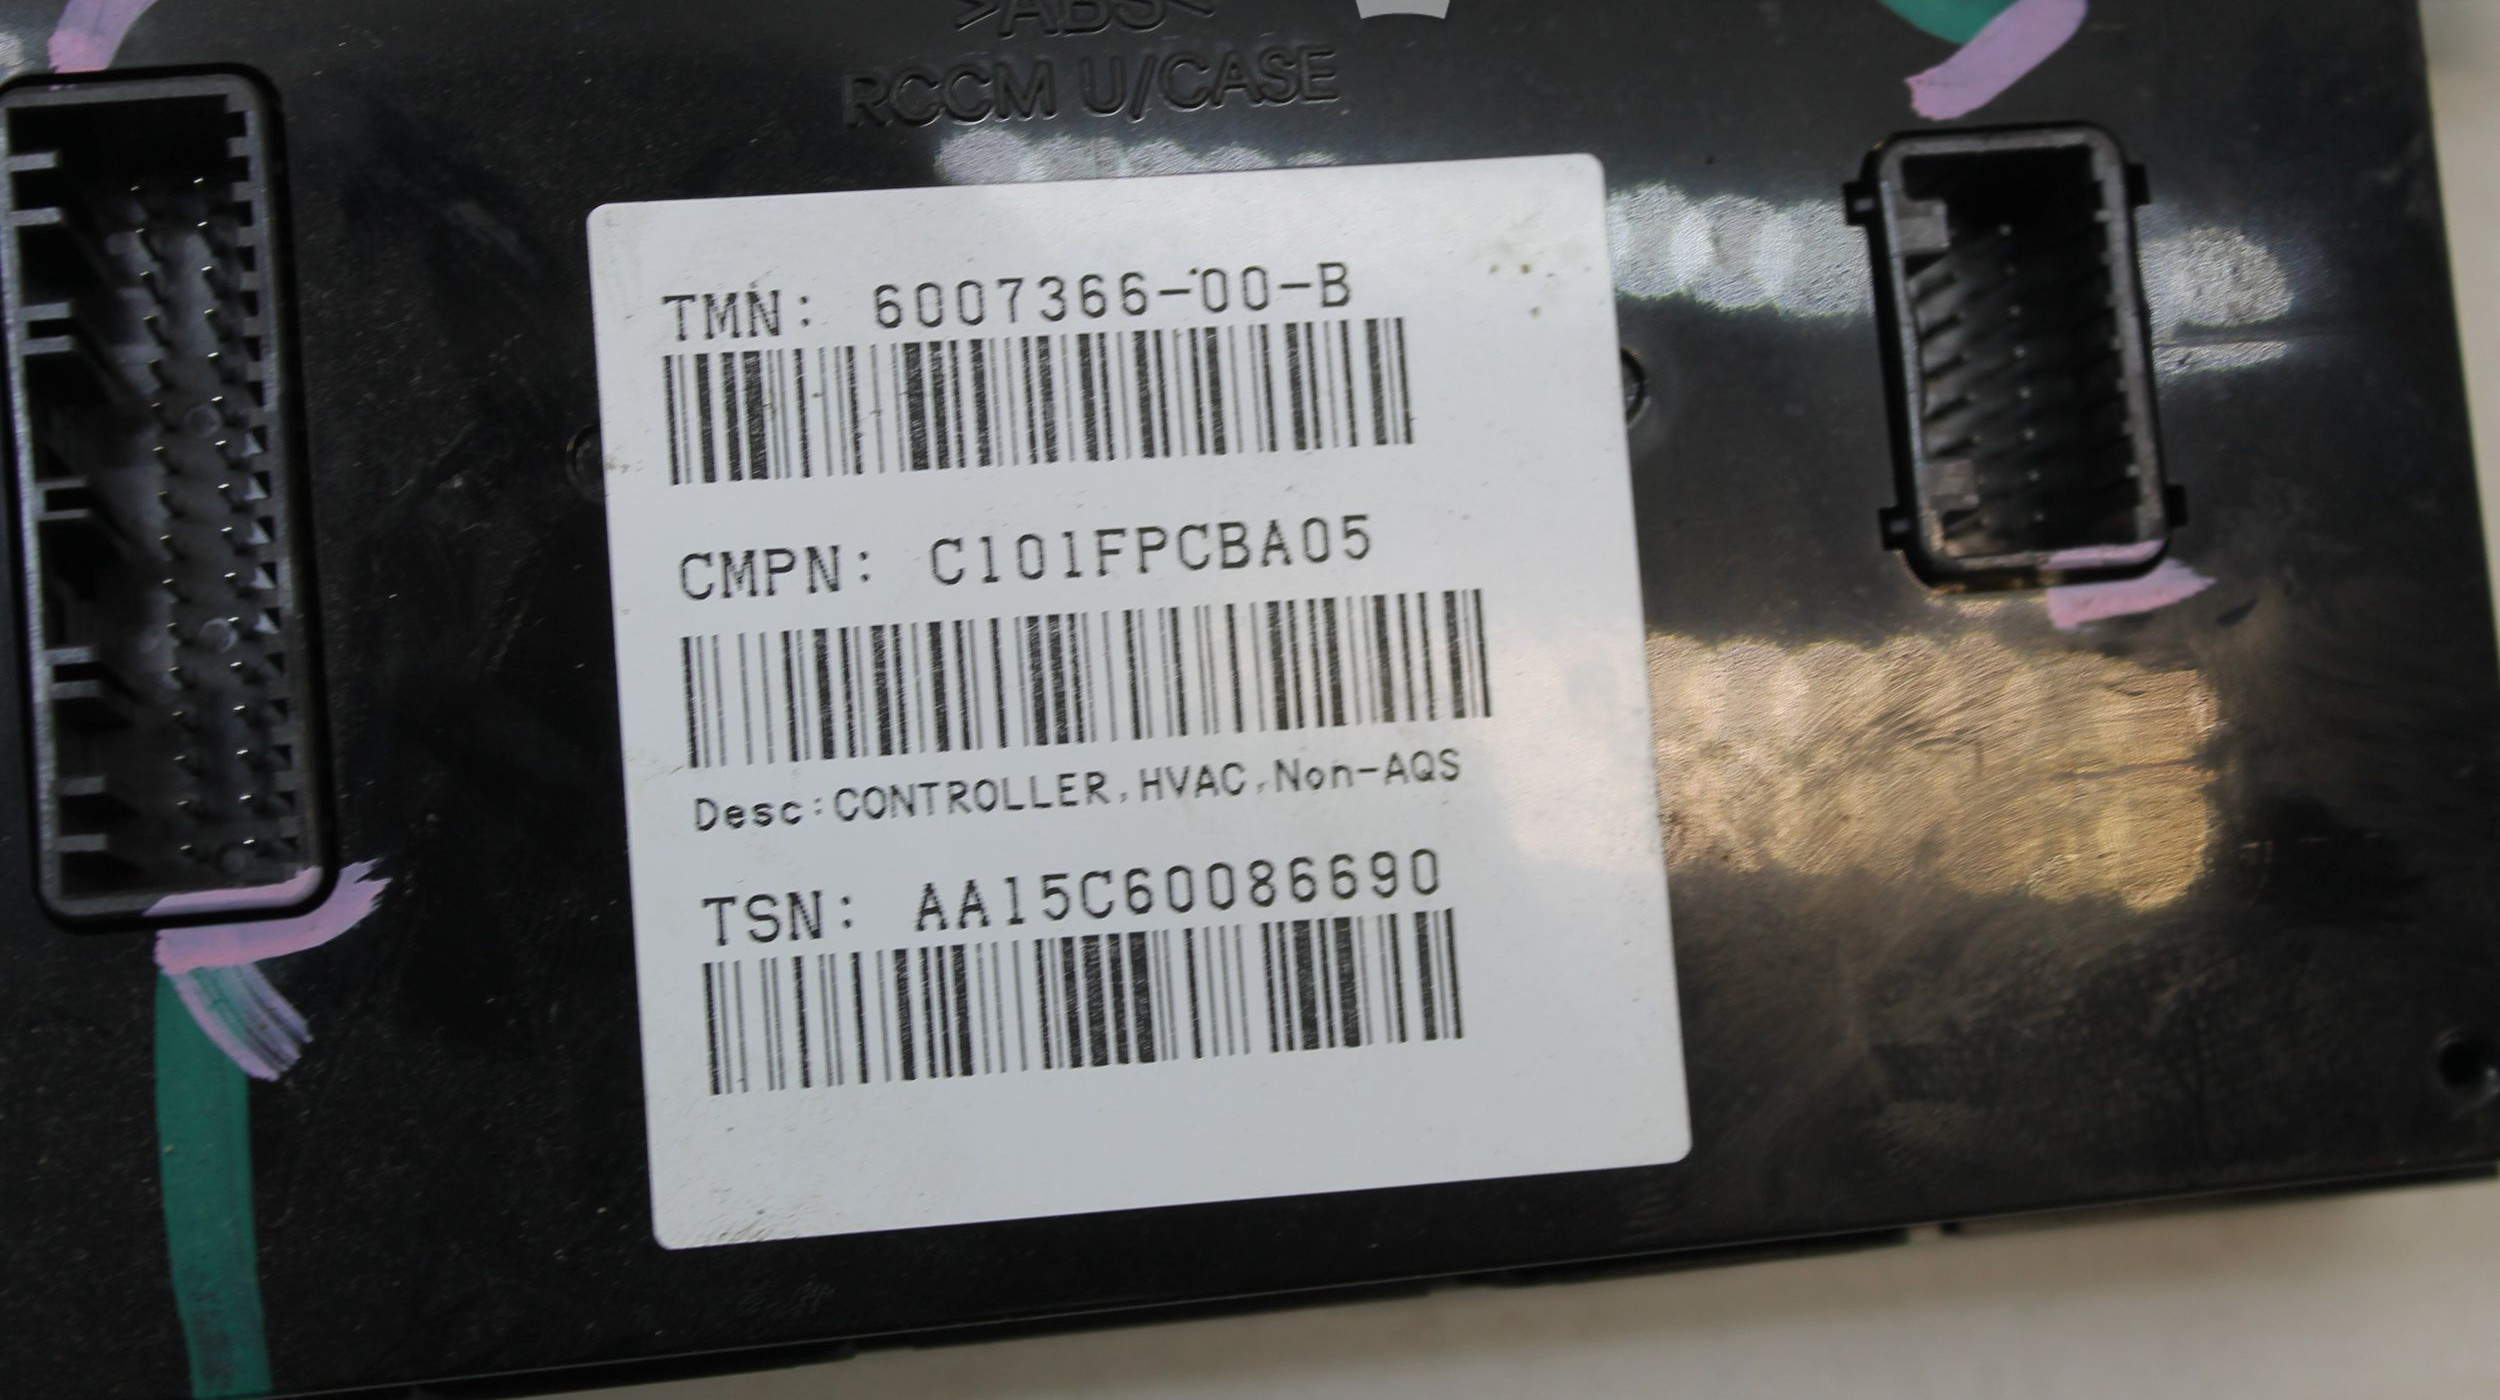 >ABS<
RCCM U/CASE
TMN: 6007366-00-B
CMPN: C101FPCBA05
Desc:CONTROLLER,HVAC,Non-AQS
TSN: AA15C60086690